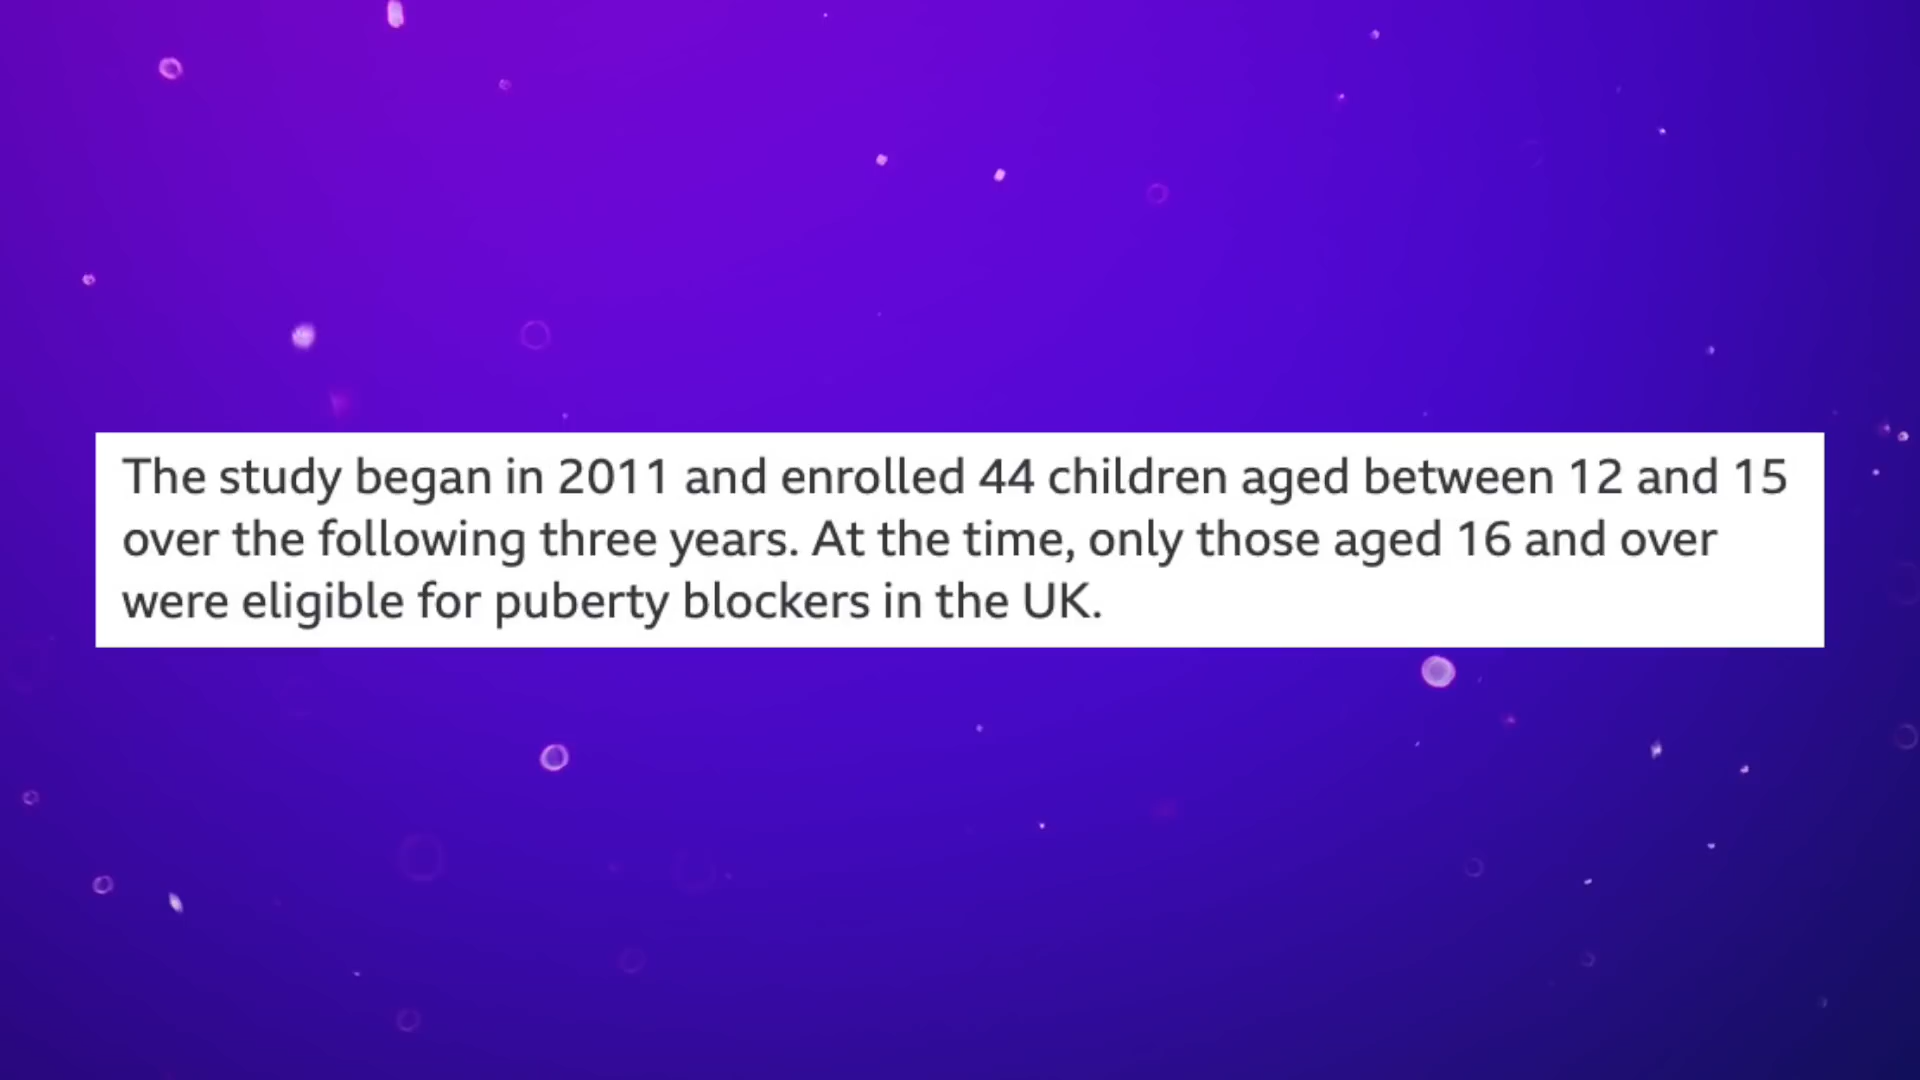 The study began in 2011 and enrolled 44 children aged between 12 and 15
over the following three years. At the time, only those aged 16 and over
were eligible for puberty blockers in the UK.